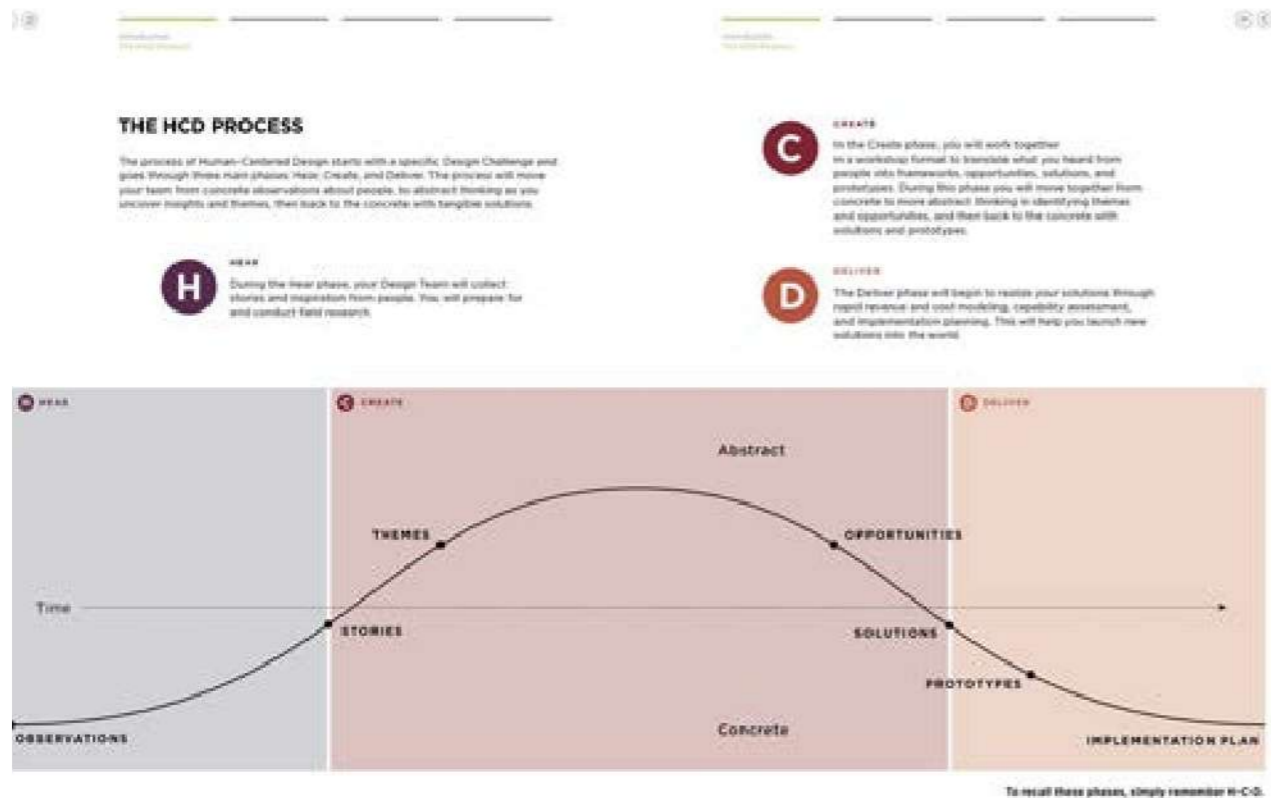 Introduction
The HCD Process
Introduction
The HCD Process
THE HCD PROCESS
The process of Human-Centered Design starts with a specific Design Challenge and
goes through three main phases: Hear, Create, and Deliver. The process will move
your team from concrete observations about people, to abstract thinking as you
uncover insights and themes, then back to the concrete with tangible solutions.
H
HEAR
During the Hear phase, your Design Team will collect
stories and inspiration from people. You will prepare for
and conduct field research.
C
CREATE
In the Create phase, you will work together
in a workshop format to translate what you heard from
people into frameworks, opportunities, solutions, and
prototypes. During this phase you will move together from
concrete to more abstract thinking in identifying themes
and opportunities, and then back to the concrete with
solutions and prototypes.
D
DELIVER
The Deliver phase will begin to realize your solutions through
rapid revenue and cost modeling, capability assessment,
and implementation planning. This will help you launch new
solutions into the world.
H HEAR
C CREATE
D DELIVER
Abstract
THEMES
OPPORTUNITIES
Time
STORIES
SOLUTIONS
PROTOTYPES
Concrete
OBSERVATIONS
IMPLEMENTATION PLAN
To recall these phases, simply remember H-C-D.